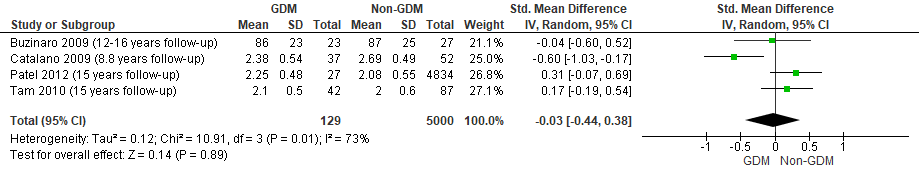 GDM Non-GDM Std. Mean Difference Std. Mean Difference
Study or Subgroup Mean SD Total Mean SD Total Weight IV, Random, 95% CI IV, Random, 95% CI
Buzinaro 2009 (12-16 years follow-up) 86 23 23 87 25 27 21.1% -0.04 [-0.60, 0.52]
Catalano 2009 (8.8 years follow-up) 2.38 0.54 37 2.69 0.49 52 25.0% -0.60 [-1.03, -0.17]
Patel 2012 (15 years follow-up) 2.25 0.48 27 2.08 0.55 4834 26.8% 0.31 [-0.07, 0.69]
Tam 2010 (15 years follow-up) 2.1 0.5 42 2 0.6 87 27.1% 0.17 [-0.19, 0.54]
Total (95% CI) 129 5000 100.0% -0.03 [-0.44, 0.38]
Heterogeneity: Tau² = 0.12; Chi² = 10.91, df = 3 (P = 0.01); I² = 73%
Test for overall effect: Z = 0.14 (P = 0.89)
-1 -0.5 0 0.5 1
GDM Non-GDM